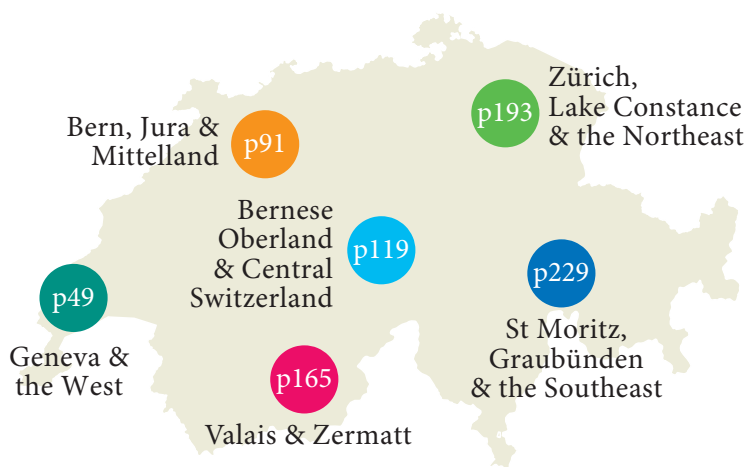 p193
Zürich,
Lake Constance
& the Northeast
Bern, Jura &
Mittelland
p91
Bernese
Oberland
& Central
Switzerland
p119
p49
Geneva &
the West
p229
St Moritz,
Graubünden
& the Southeast
p165
Valais & Zermatt